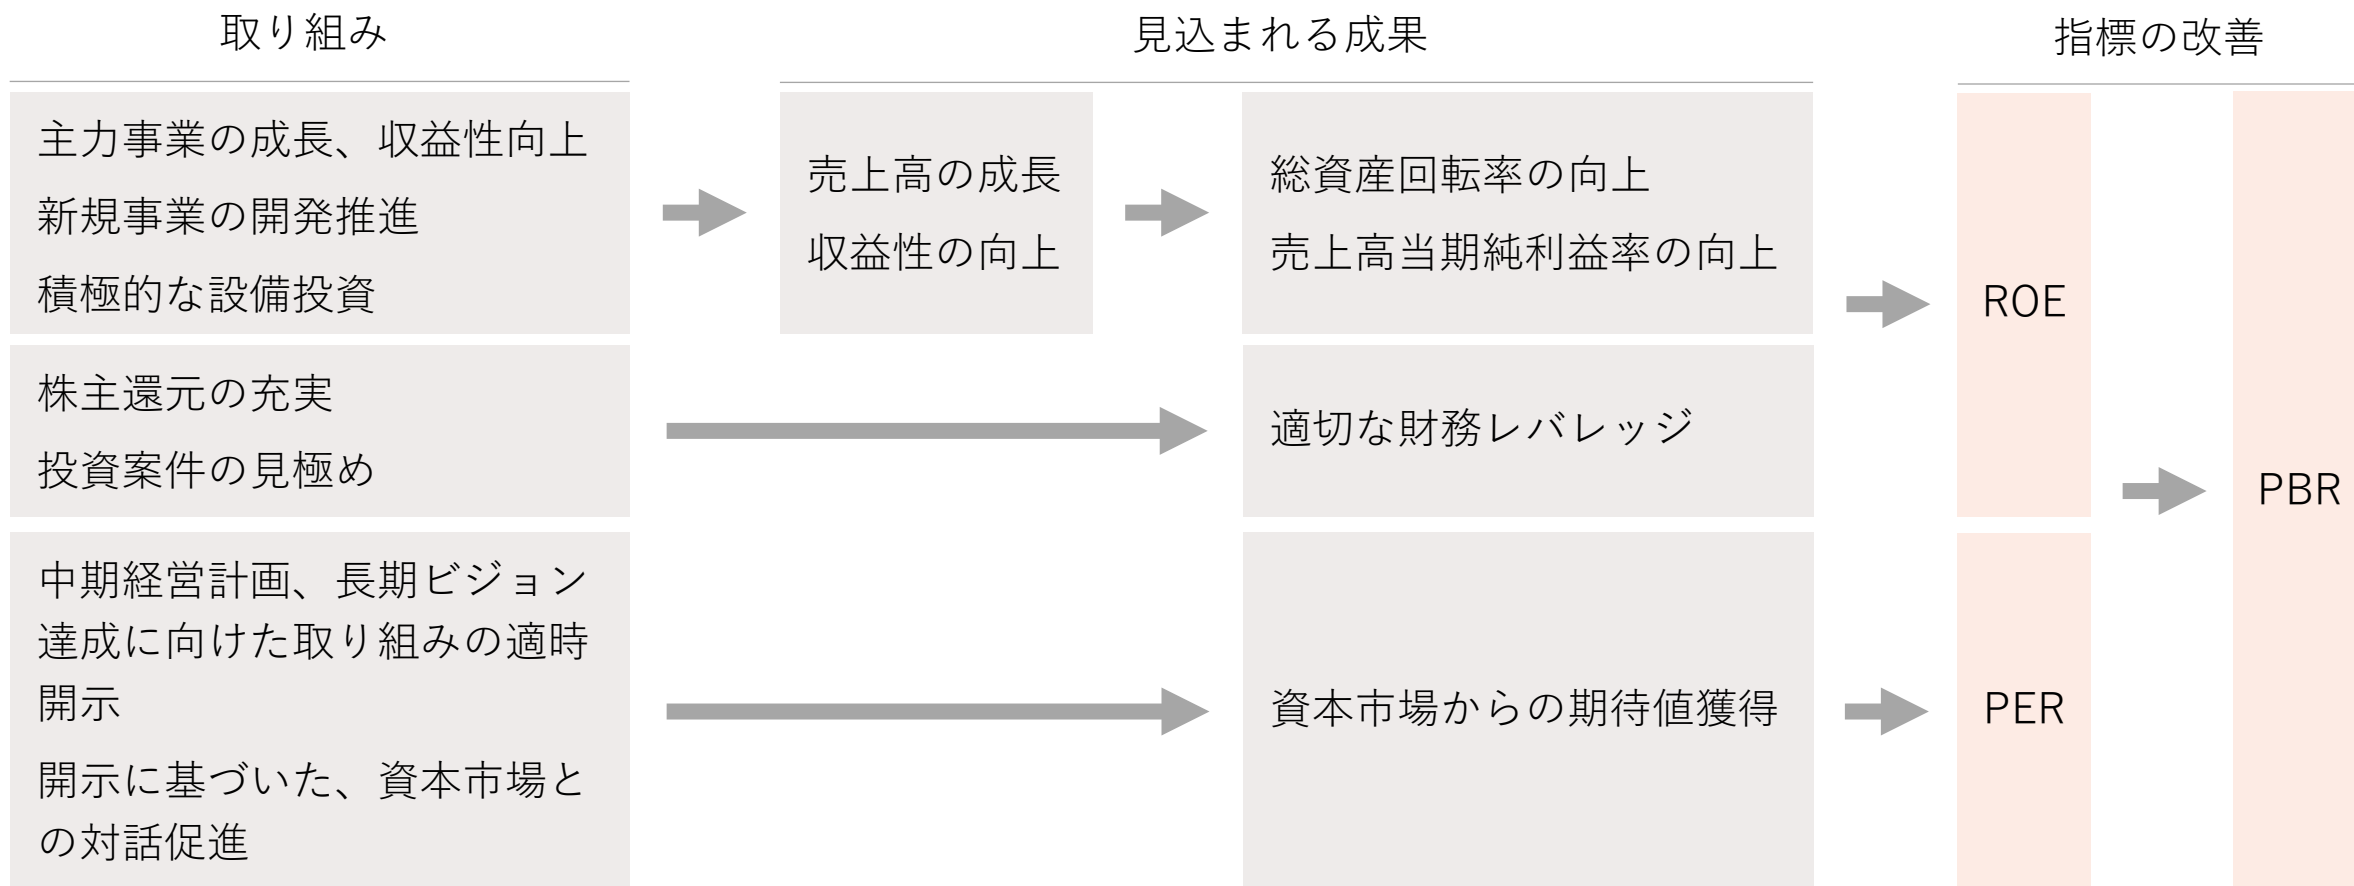 取り組み
見込まれる成果
指標の改善
主力事業の成長、収益性向上
新規事業の開発推進
積極的な設備投資
売上高の成長
収益性の向上
総資産回転率の向上
売上高当期純利益率の向上
ROE
株主還元の充実
投資案件の見極め
適切な財務レバレッジ
PBR
中期経営計画、長期ビジョン
達成に向けた取り組みの適時
開示
開示に基づいた、資本市場と
の対話促進
資本市場からの期待値獲得
PER